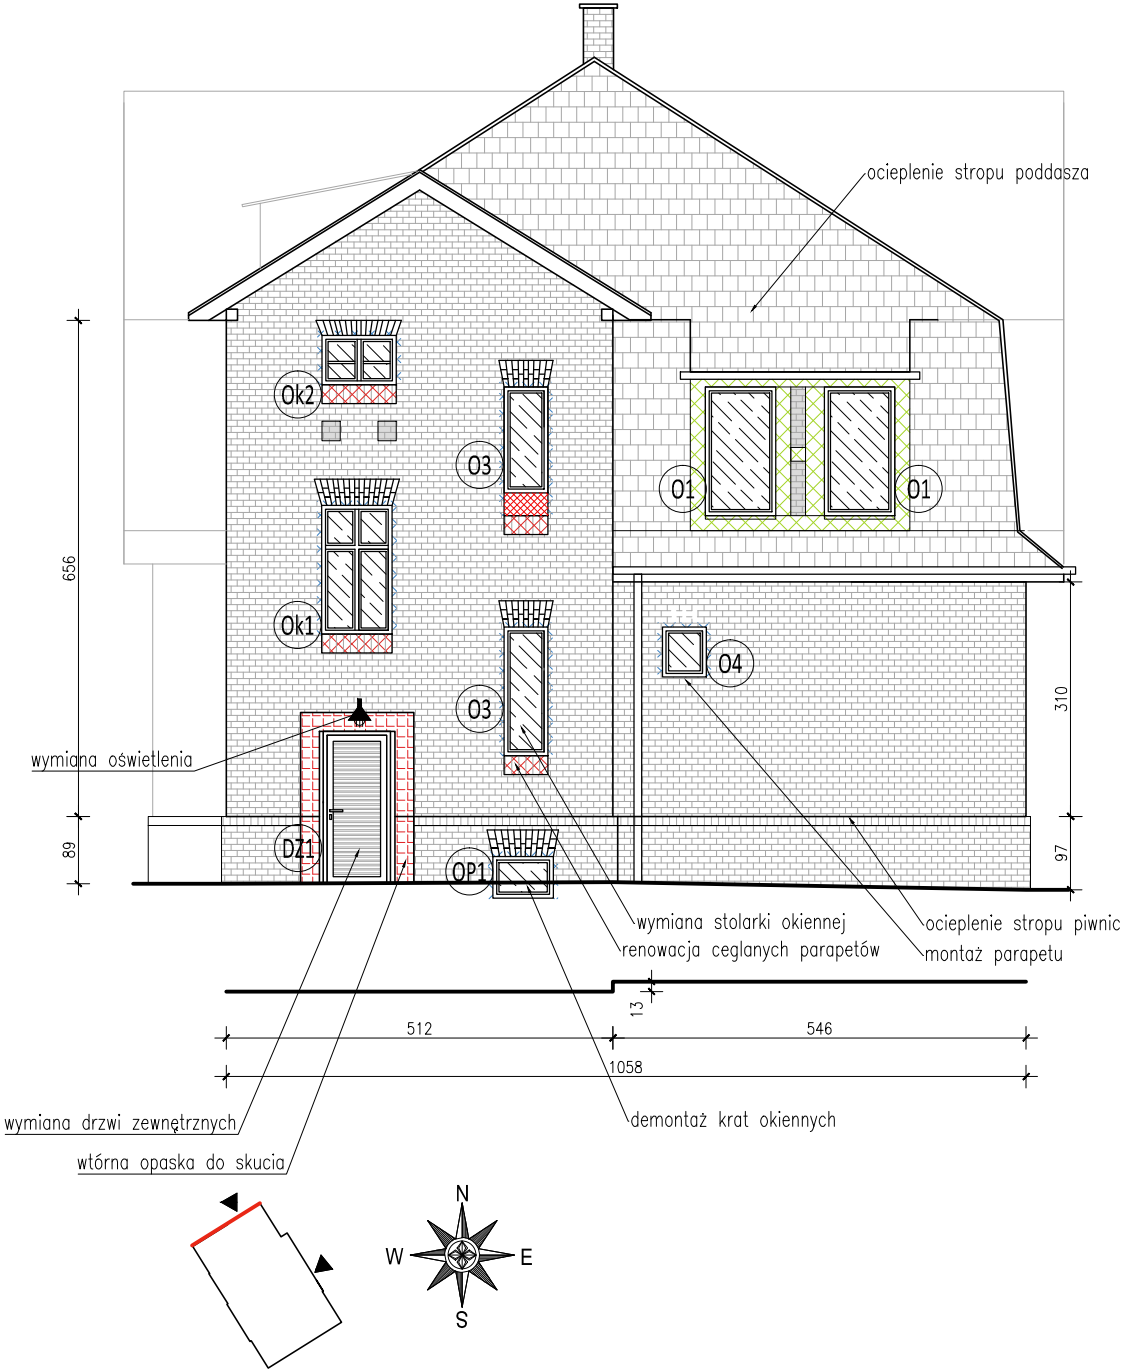 ocieplenie stropu poddasza
Ok2
O3
O1
O1
656
Ok1
O4
O3
310
wymiana oświetlenia
89
DZ1
OP1
97
wymiana stolarki okiennej
ocieplenie stropu piwnic
renowacja ceglanych parapetów
montaż parapetu
13
512
546
1058
wymiana drzwi zewnętrznych
demontaż krat okiennych
wtórna opaska do skucia
N
W
E
S